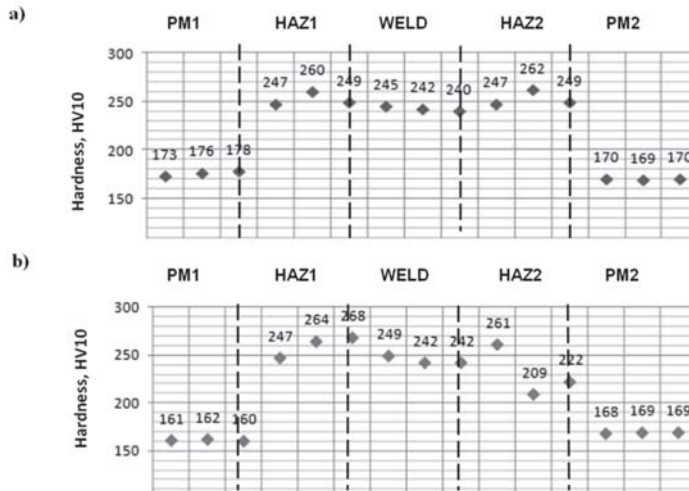 a)
PM1 HAZ1 WELD HAZ2 PM2
Hardness, HV10
300
250
200
150
173 176 178 247 260 249 245 242 240 247 262 249 170 169 170
b)
PM1 HAZ1 WELD HAZ2 PM2
Hardness, HV10
300
250
200
150
161 162 160 247 264 268 249 242 242 261 209 222 168 169 169